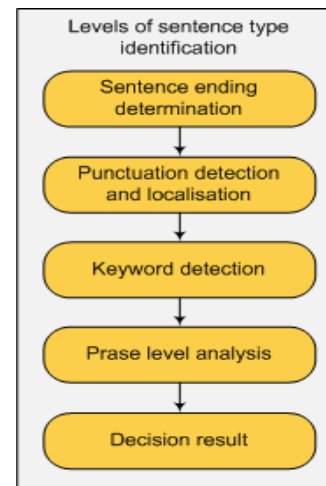 Levels of sentence type
identification
Sentence ending
determination
Punctuation detection
and localisation
Keyword detection
Prase level analysis
Decision result